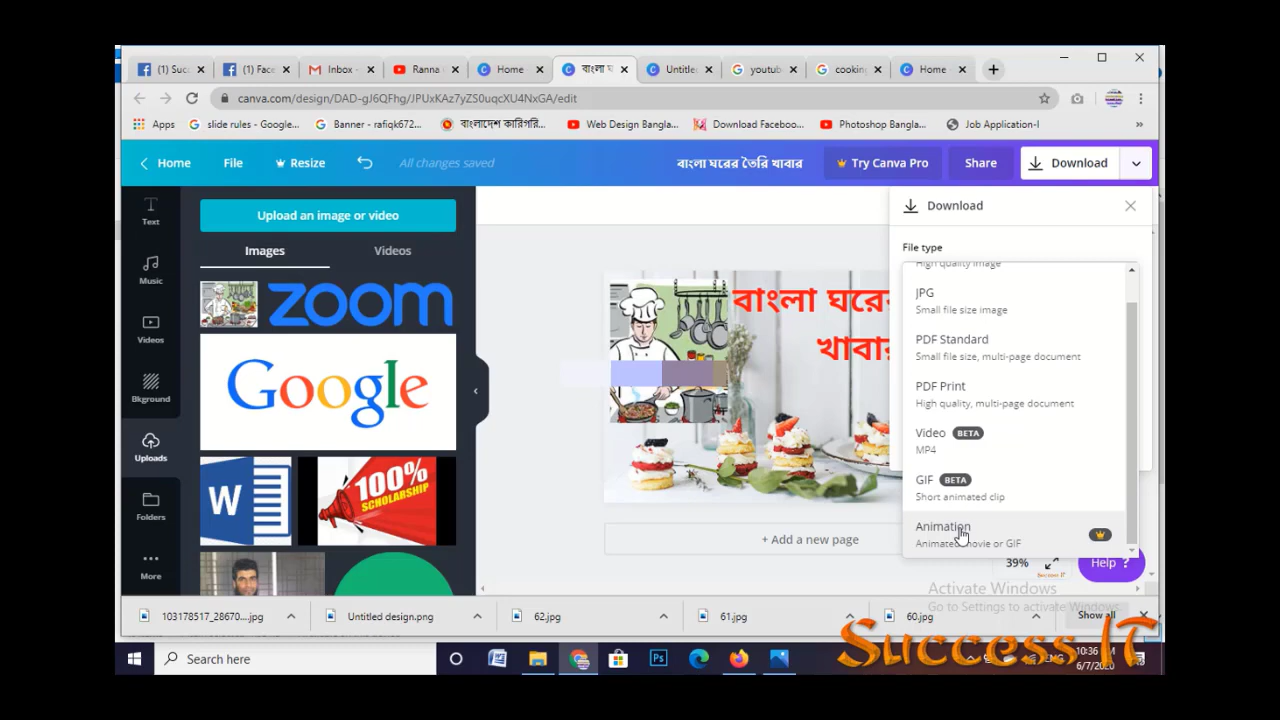 (1) Suc
(1) Face
Inbox -
Ranna
Home -
বাংলা ঘ
Untitle
youtub
cooking
Home
canva.com/design/DAD-gJ6QFhg/JPUxKAz7yZS0uqcXU4NxGA/edit
Apps
slide rules - Google...
Banner - rafiqk672...
বাংলাদেশ কারিগরি...
Web Design Bangla...
Download Faceboo...
Photoshop Bangla...
Job Application-I
»
Home
File
Resize
All changes saved
বাংলা ঘরের তৈরি খাবার
Try Canva Pro
Share
Download
Text
Music
Videos
Bkground
Uploads
Folders
More
Upload an image or video
Images
Videos
zoom
Google
W
100%
SCHOLARSHIP
বাংলা ঘরে
খাবার
+ Add a new page
Download
File type
High quality image
JPG
Small file size image
PDF Standard
Small file size, multi-page document
PDF Print
High quality, multi-page document
Video BETA
MP4
GIF BETA
Short animated clip
Animation
Animated movie or GIF
39%
Help ?
Activate Windows
Go to Settings to activate Windows.
103178517_28670....jpg
Untitled design.png
62.jpg
61.jpg
60.jpg
Show all
Success IT
Search here
10:36
6/7/2020